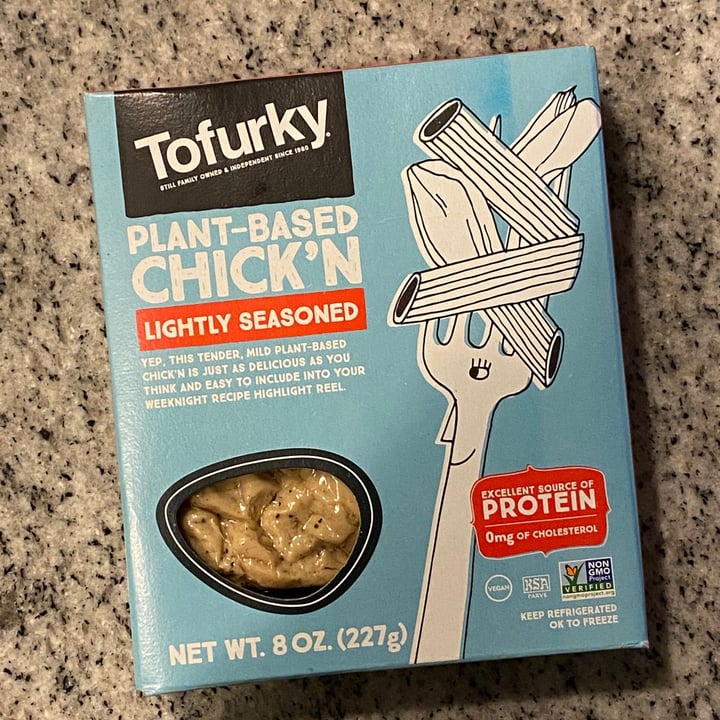 Tofurky®
STILL FAMILY OWNED & INDEPENDENT SINCE 1980
PLANT-BASED
CHICK'N
LIGHTLY SEASONED
YEP, THIS TENDER, MILD PLANT-BASED
CHICK'N IS JUST AS DELICIOUS AS YOU
THINK AND EASY TO INCLUDE INTO YOUR
WEEKNIGHT RECIPE HIGHLIGHT REEL.
EXCELLENT SOURCE OF
PROTEIN
0mg OF CHOLESTEROL
VEGAN
KSA
PARVE
NON
GMO
Project
VERIFIED
nongmoproject.org
KEEP REFRIGERATED
OK TO FREEZE
NET WT. 8 OZ. (227g)